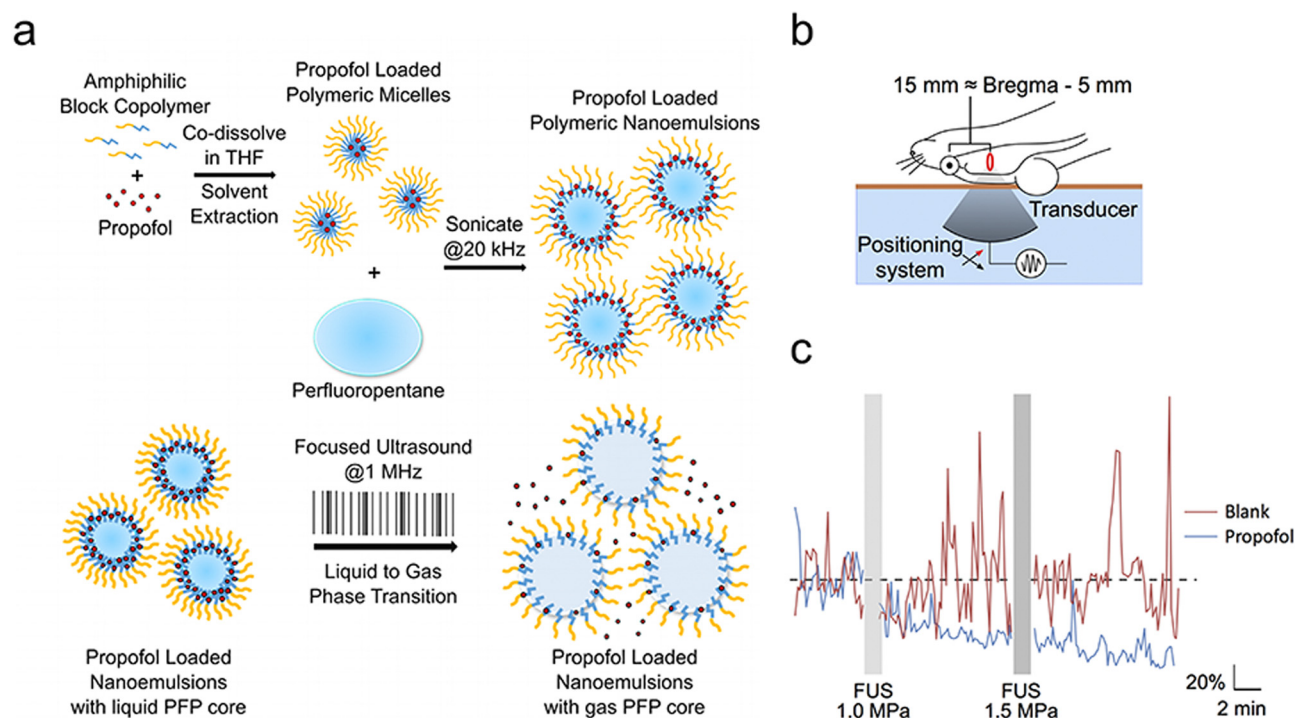 a
Amphiphilic
Block Copolymer
+
Propofol
Co-dissolve
in THF
Solvent
Extraction
Propofol Loaded
Polymeric Micelles
+
Perfluoropentane
Sonicate
@20 kHz
Propofol Loaded
Polymeric Nanoemulsions
Propofol Loaded
Nanoemulsions
with liquid PFP core
Focused Ultrasound
@1 MHz
Liquid to Gas
Phase Transition
Propofol Loaded
Nanoemulsions
with gas PFP core
b
15 mm ≈ Bregma - 5 mm
Transducer
Positioning
system
c
Blank
Propofol
FUS
1.0 MPa
FUS
1.5 MPa
20%
2 min